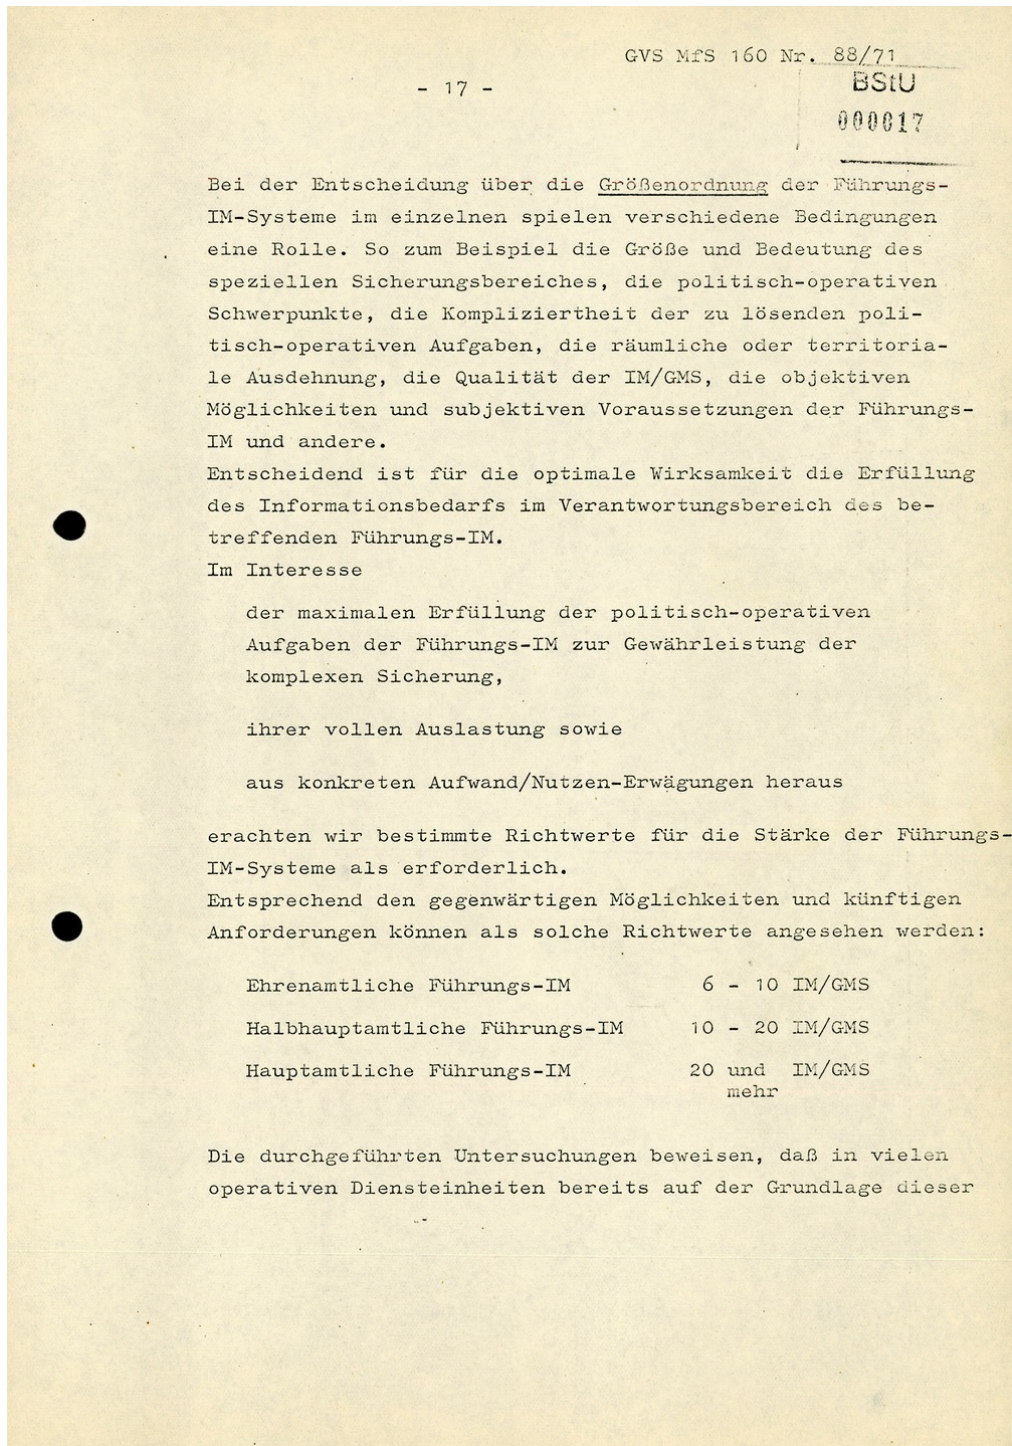 GVS MfS 160 Nr. 88/71
- 17 -
BStU
000017
Bei der Entscheidung über die Größenordnung der Führungs-
IM-Systeme im einzelnen spielen verschiedene Bedingungen
eine Rolle. So zum Beispiel die Größe und Bedeutung des
speziellen Sicherungsbereiches, die politisch-operativen
Schwerpunkte, die Kompliziertheit der zu lösenden poli-
tisch-operativen Aufgaben, die räumliche oder territoria-
le Ausdehnung, die Qualität der IM/GMS, die objektiven
Möglichkeiten und subjektiven Voraussetzungen der Führungs-
IM und andere.
Entscheidend ist für die optimale Wirksamkeit die Erfüllung
des Informationsbedarfs im Verantwortungsbereich des be-
treffenden Führungs-IM.
Im Interesse
der maximalen Erfüllung der politisch-operativen
Aufgaben der Führungs-IM zur Gewährleistung der
komplexen Sicherung,
ihrer vollen Auslastung sowie
aus konkreten Aufwand/Nutzen-Erwägungen heraus
erachten wir bestimmte Richtwerte für die Stärke der Führungs-
IM-Systeme als erforderlich.
Entsprechend den gegenwärtigen Möglichkeiten und künftigen
Anforderungen können als solche Richtwerte angesehen werden:
Ehrenamtliche Führungs-IM 6 - 10 IM/GMS
Halbhauptamtliche Führungs-IM 10 - 20 IM/GMS
Hauptamtliche Führungs-IM 20 und IM/GMS
mehr
Die durchgeführten Untersuchungen beweisen, daß in vielen
operativen Diensteinheiten bereits auf der Grundlage dieser